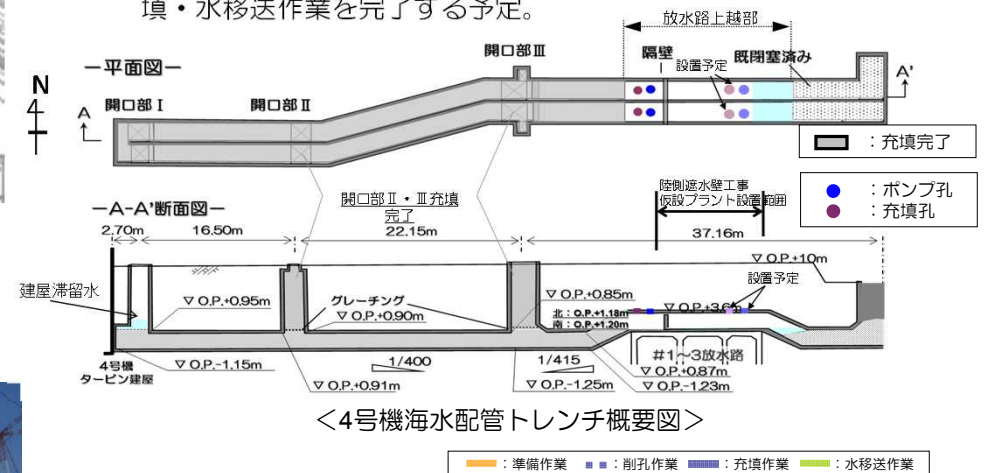 填・水移送作業を完了する予定。
放水路上越部
開口部Ⅲ
隔壁
既閉塞済み
設置予定
－平面図－
N
A
A'
開口部Ⅰ
開口部Ⅱ
：充填完了
：ポンプ孔
：充填孔
陸側遮水壁工事
仮設プラント設置範囲
開口部Ⅱ・Ⅲ充填
完了
－A-A'断面図－
2.70m
16.50m
22.15m
37.16m
▽ O.P.+10m
設置予定
建屋滞留水
▽ O.P.+0.95m
グレーチング
▽ O.P.+0.90m
▽ O.P.+0.85m
北：O.P.+1.18m
南：O.P.+1.20m
▽ O.P.+3.6m
#1～3放水路
4号機
タービン建屋
▽ O.P.-1.15m
1/400
1/415
▽ O.P.+0.87m
▽ O.P.+0.91m
▽ O.P.-1.25m
▽ O.P.-1.23m
＜4号機海水配管トレンチ概要図＞
：準備作業 ：削孔作業 ：充填作業 ：水移送作業